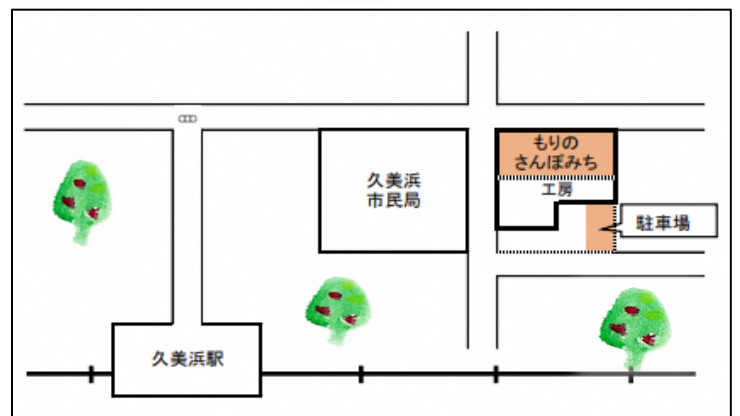 もりの
さんぽみち
工房
久美浜
市民局
駐車場
久美浜駅